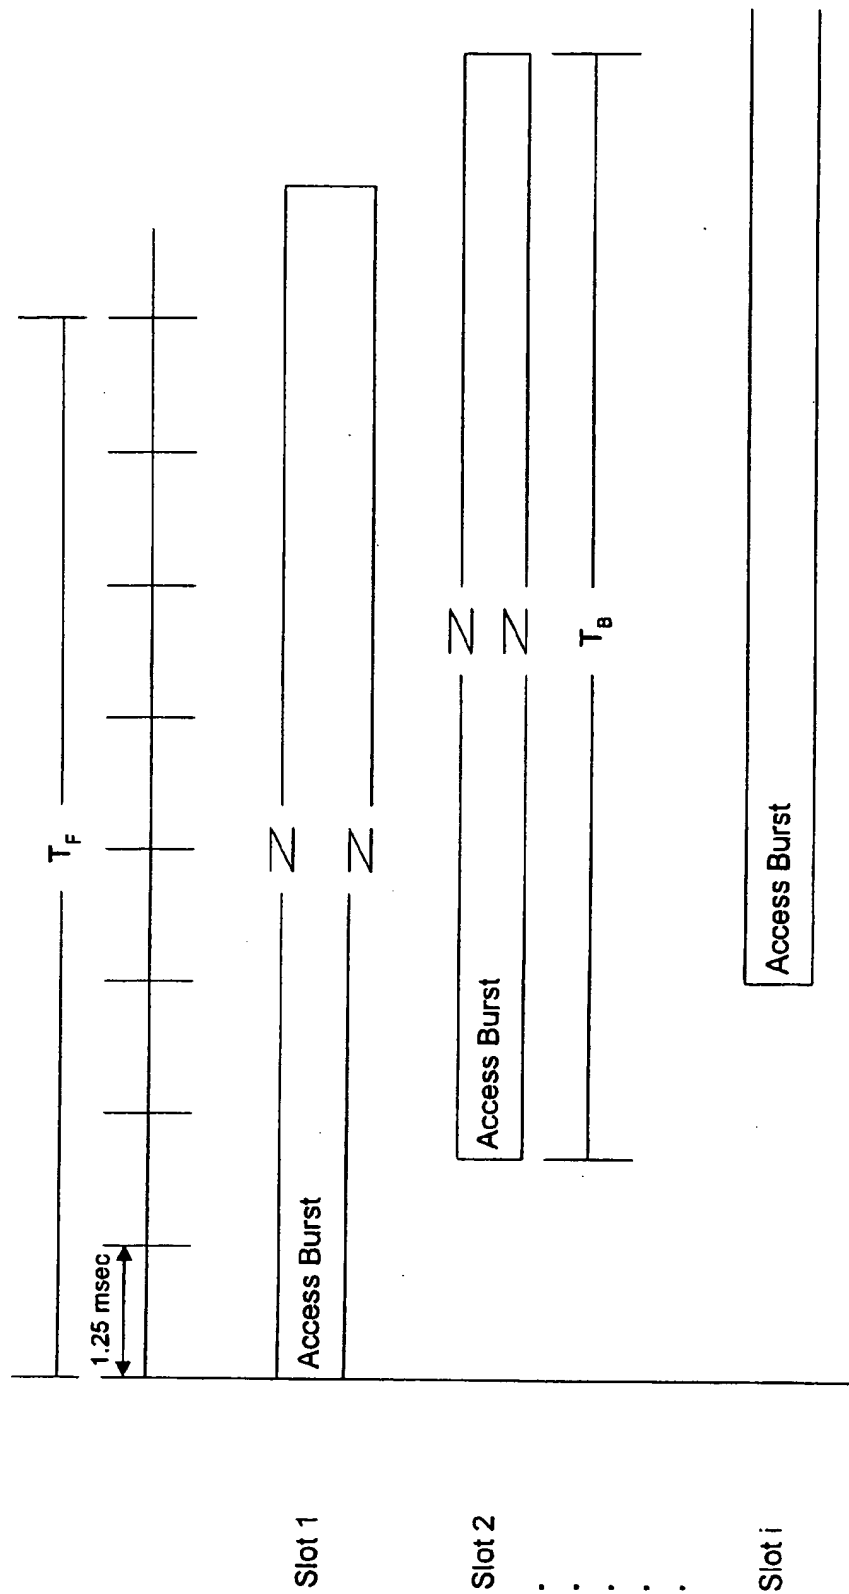 T_F
1.25 msec
Slot 1
Access Burst
Slot 2
Access Burst
T_B
Slot i
Access Burst